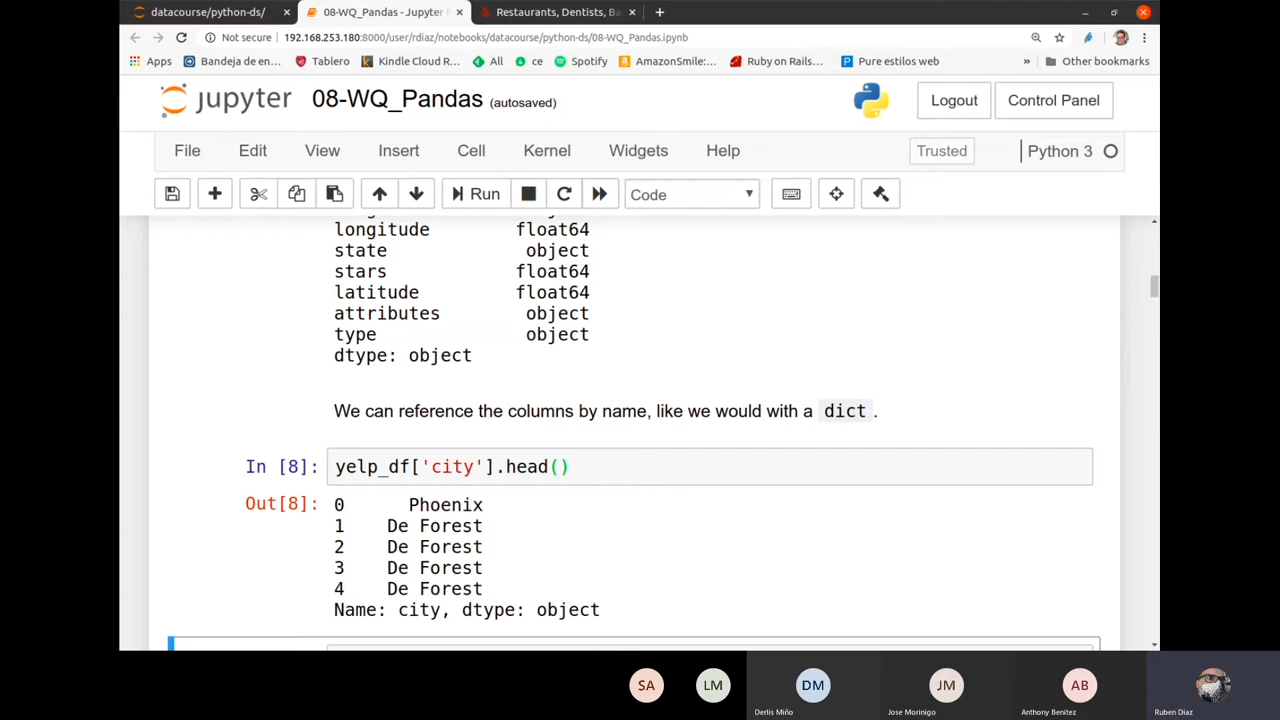 datacourse/python-ds/
08-WQ_Pandas - Jupyter
Restaurants, Dentists, Ba
Not secure
192.168.253.180:8000/user/rdiaz/notebooks/datacourse/python-ds/08-WQ_Pandas.ipynb
Apps
Bandeja de en...
Tablero
Kindle Cloud R...
All
ce
Spotify
AmazonSmile:...
Ruby on Rails...
Pure estilos web
»
Other bookmarks
jupyter
08-WQ_Pandas (autosaved)
Logout
Control Panel
File
Edit
View
Insert
Cell
Kernel
Widgets
Help
Trusted
Python 3
Run
Code
longitude float64
state object
stars float64
latitude float64
attributes object
type object
dtype: object
We can reference the columns by name, like we would with a dict.
In [8]: yelp_df['city'].head()
Out[8]: 0 Phoenix
1 De Forest
2 De Forest
3 De Forest
4 De Forest
Name: city, dtype: object
SA
LM
DM
JM
AB
Derlis Miño
Jose Morinigo
Anthony Benitez
Ruben Diaz